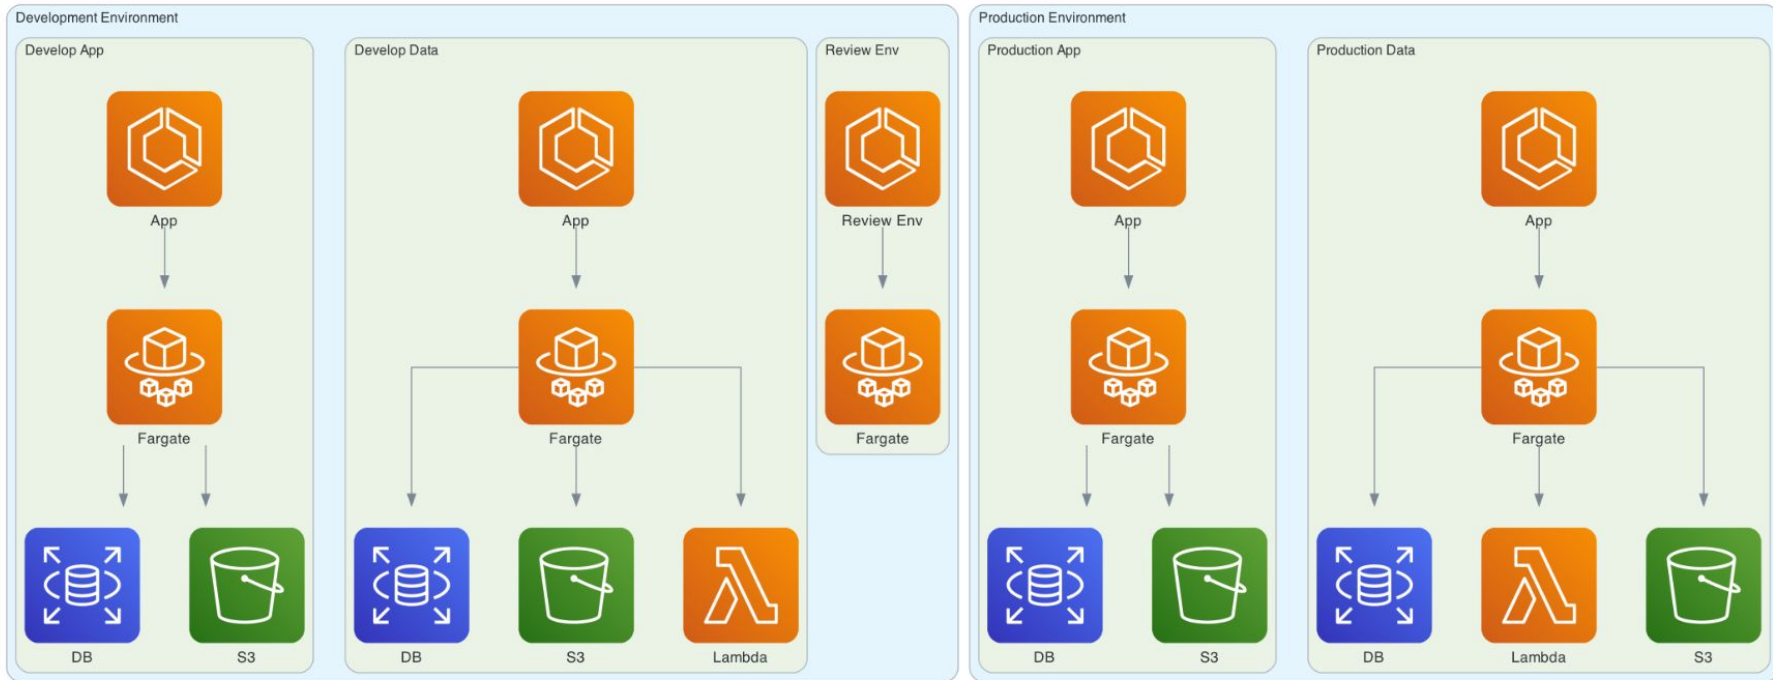 Development Environment
Develop App
App
Fargate
DB
S3
Develop Data
App
Fargate
DB
S3
Lambda
Review Env
Review Env
Fargate
Production Environment
Production App
App
Fargate
DB
S3
Production Data
App
Fargate
DB
Lambda
S3